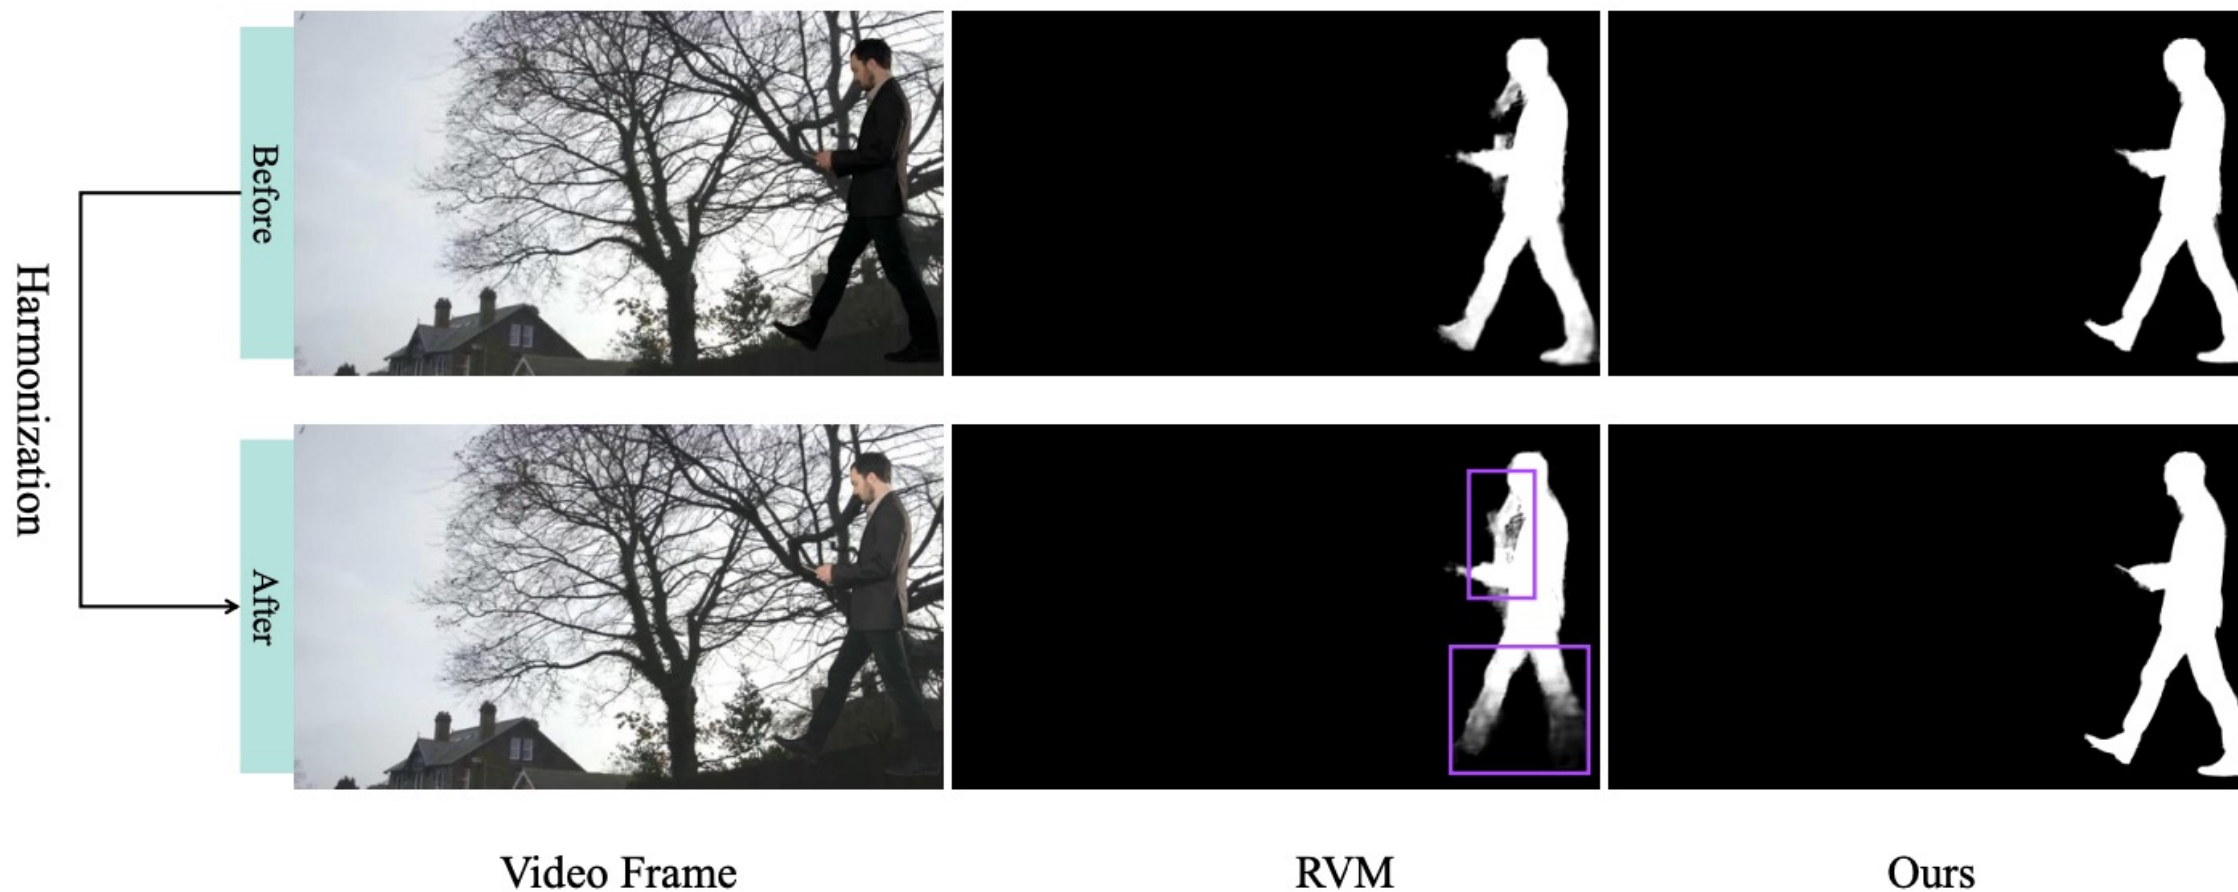 Harmonization
Before
After
Video Frame
RVM
Ours